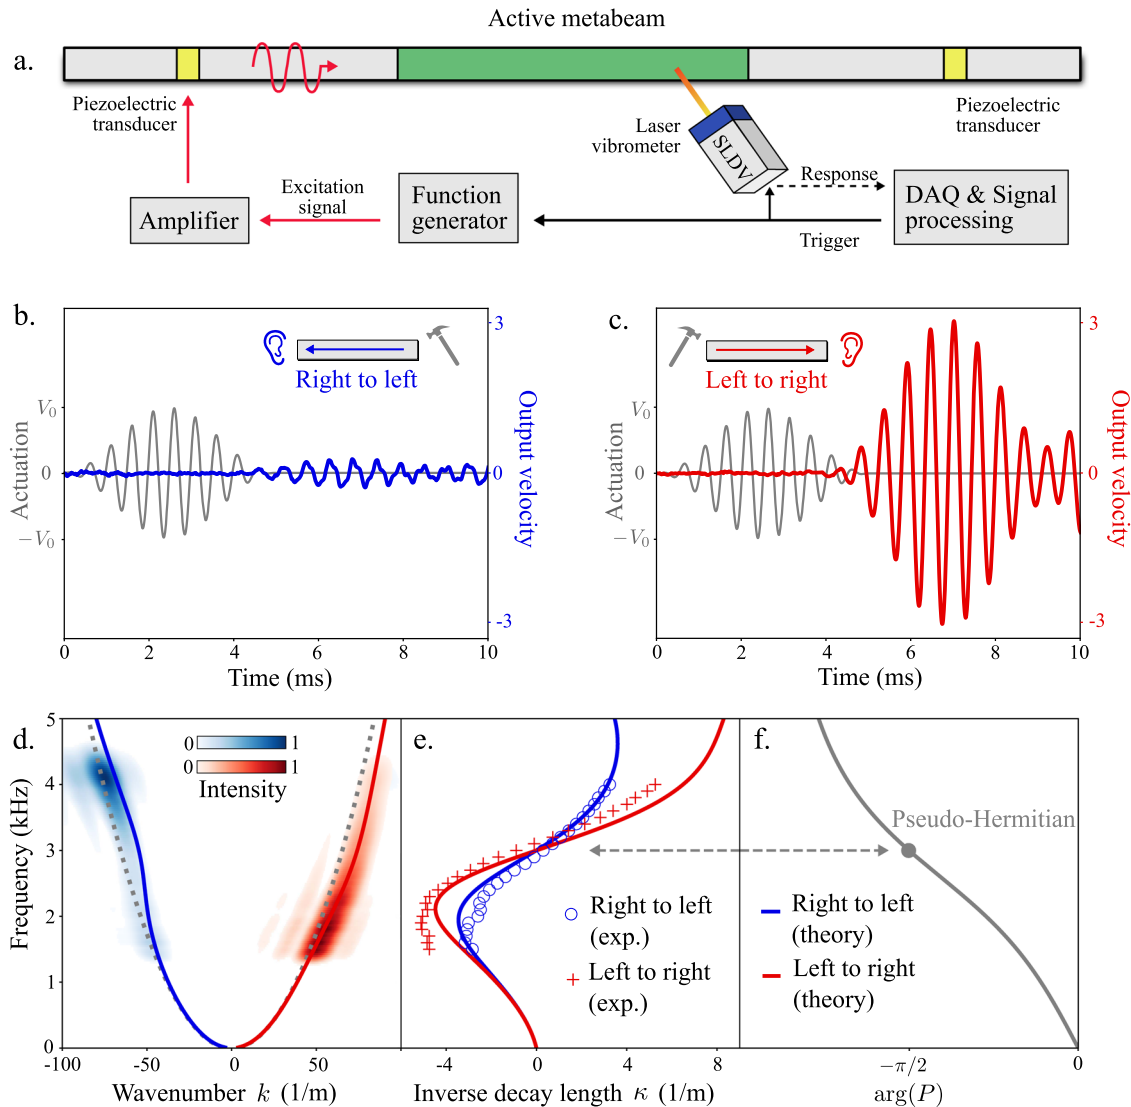 Active metabeam
a.
Piezoelectric
transducer
Laser
vibrometer
SLDV
Piezoelectric
transducer
Amplifier
Excitation
signal
Function
generator
Response
Trigger
DAQ & Signal
processing
b.
Right to left
Actuation
V₀
0
−V₀
3
0
-3
Output velocity
0 2 4 6 8 10
Time (ms)
c.
Left to right
Actuation
V₀
0
−V₀
3
0
-3
Output velocity
0 2 4 6 8 10
Time (ms)
d.
0 1
0 1
Intensity
Frequency (kHz)
5
4
3
2
1
0
-100 -50 0 50
Wavenumber k (1/m)
e.
Right to left
(exp.)
Left to right
(exp.)
-4 0 4 8
Inverse decay length κ (1/m)
f.
Pseudo-Hermitian
Right to left
(theory)
Left to right
(theory)
−π/2 0
arg(P)